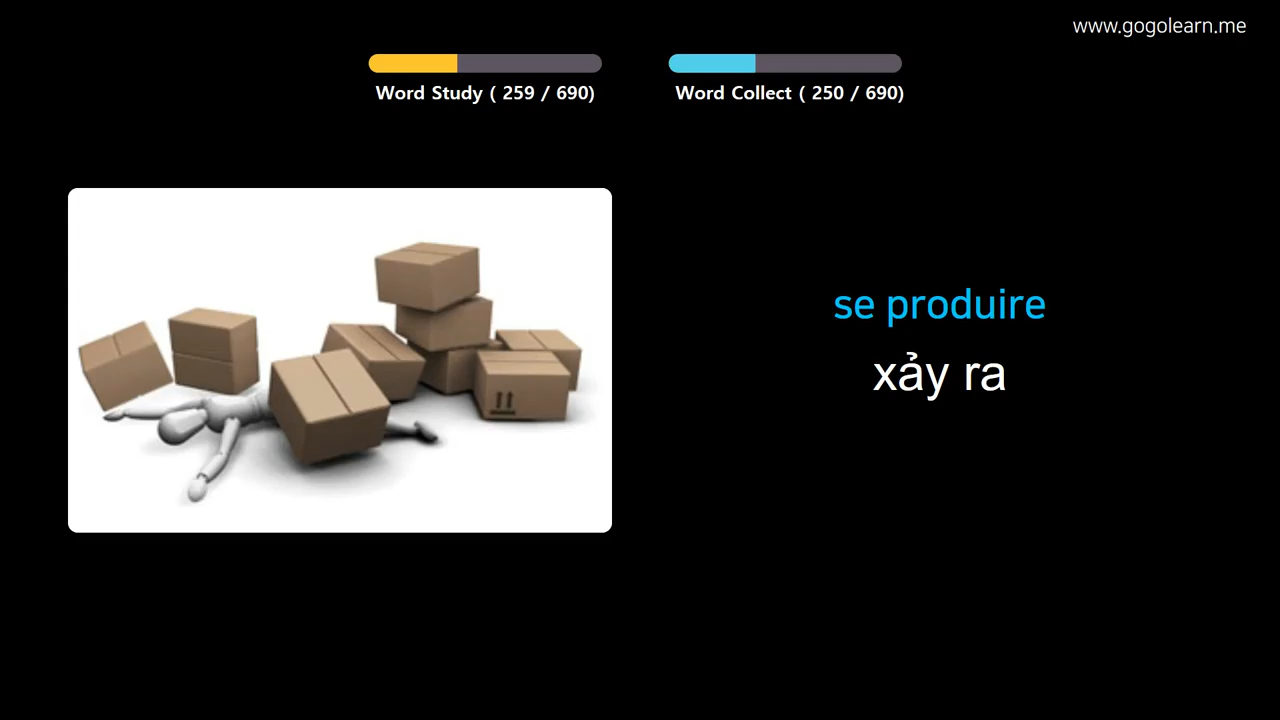 www.gogolearn.me
Word Study ( 259 / 690)
Word Collect ( 250 / 690)
se produire
xảy ra